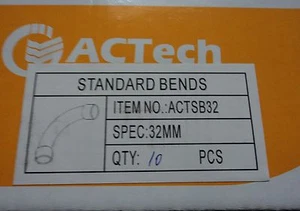 ACTech
STANDARD BENDS
ITEM NO.:ACTSB32
SPEC:32MM
QTY: 10 PCS